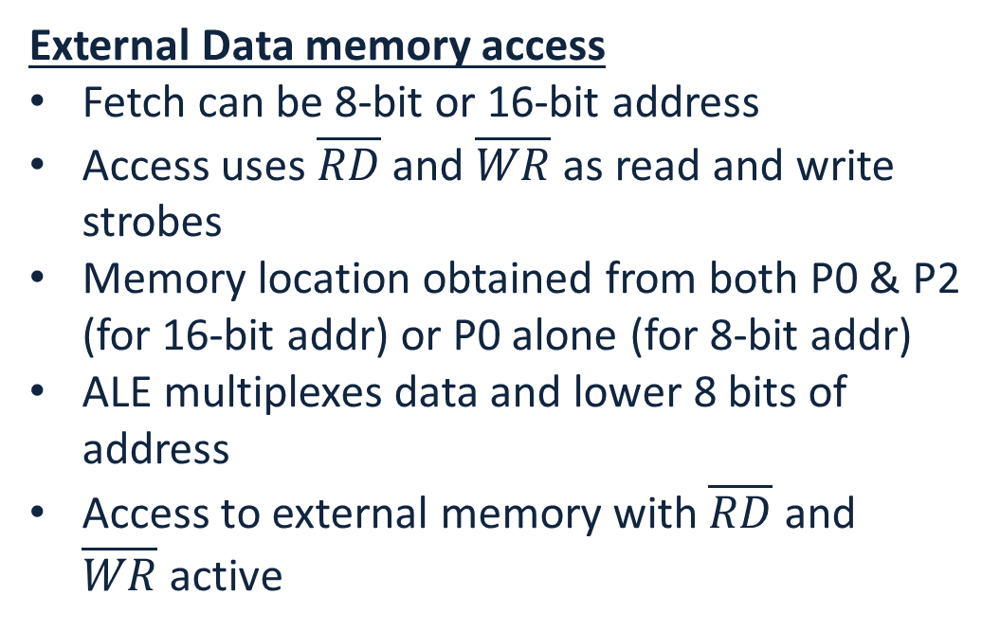 External Data memory access
• Fetch can be 8-bit or 16-bit address
• Access uses $\overline{RD}$ and $\overline{WR}$ as read and write
strobes
• Memory location obtained from both P0 & P2
(for 16-bit addr) or P0 alone (for 8-bit addr)
• ALE multiplexes data and lower 8 bits of
address
• Access to external memory with $\overline{RD}$ and
$\overline{WR}$ active